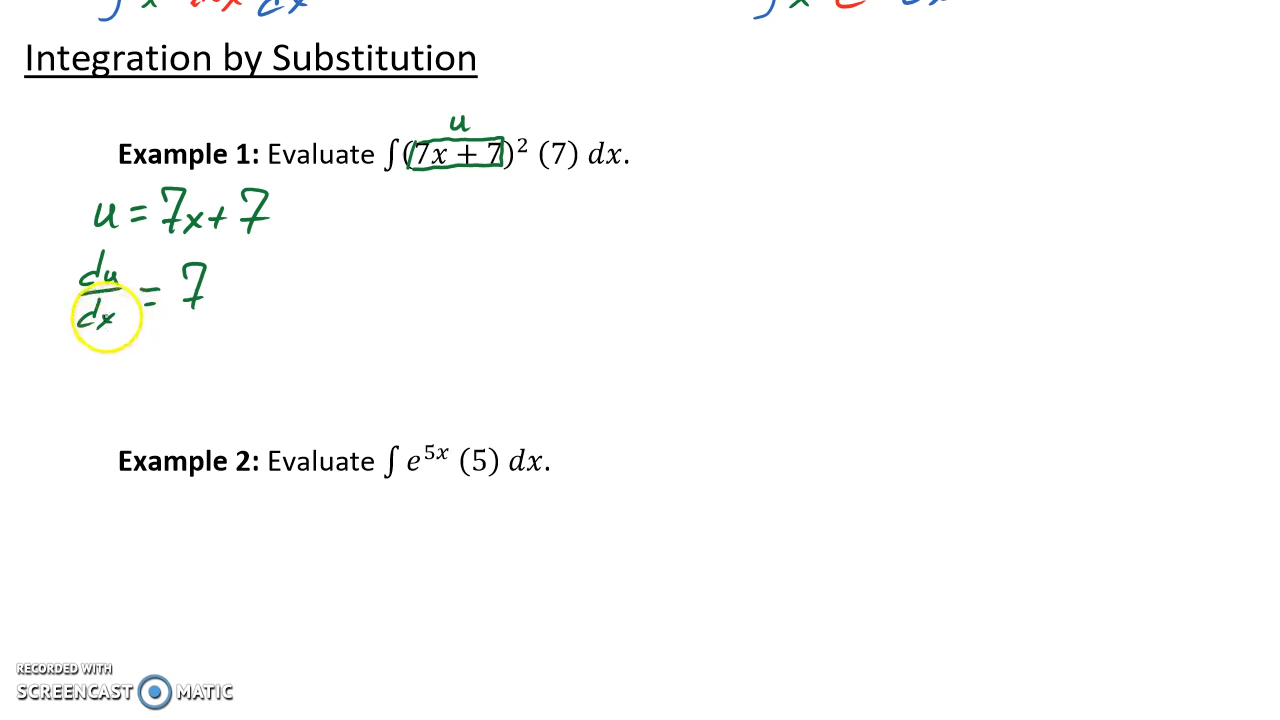 Integration by Substitution
u
Example 1: Evaluate ∫(7x + 7)² (7) dx.
u = 7x + 7
du/dx = 7
Example 2: Evaluate ∫ e^{5x} (5) dx.
RECORDED WITH
SCREENCAST MATIC